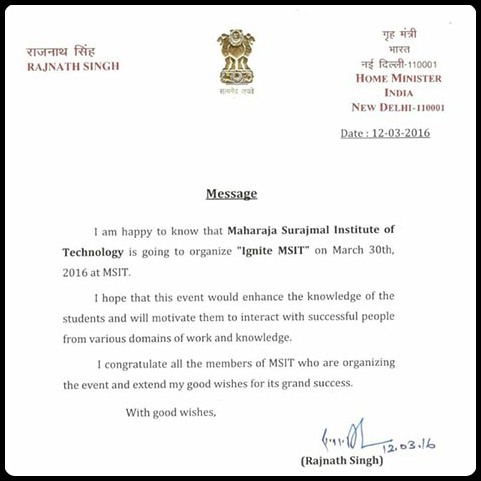 राजनाथ सिंह
RAJNATH SINGH
सत्यमेव जयते
गृह मंत्री
भारत
नई दिल्ली-110001
HOME MINISTER
INDIA
NEW DELHI-110001
Date : 12-03-2016
Message
I am happy to know that Maharaja Surajmal Institute of
Technology is going to organize "Ignite MSIT" on March 30th,
2016 at MSIT.
I hope that this event would enhance the knowledge of the
students and will motivate them to interact with successful people
from various domains of work and knowledge.
I congratulate all the members of MSIT who are organizing
the event and extend my good wishes for its grand success.
With good wishes,
12.03.16
(Rajnath Singh)